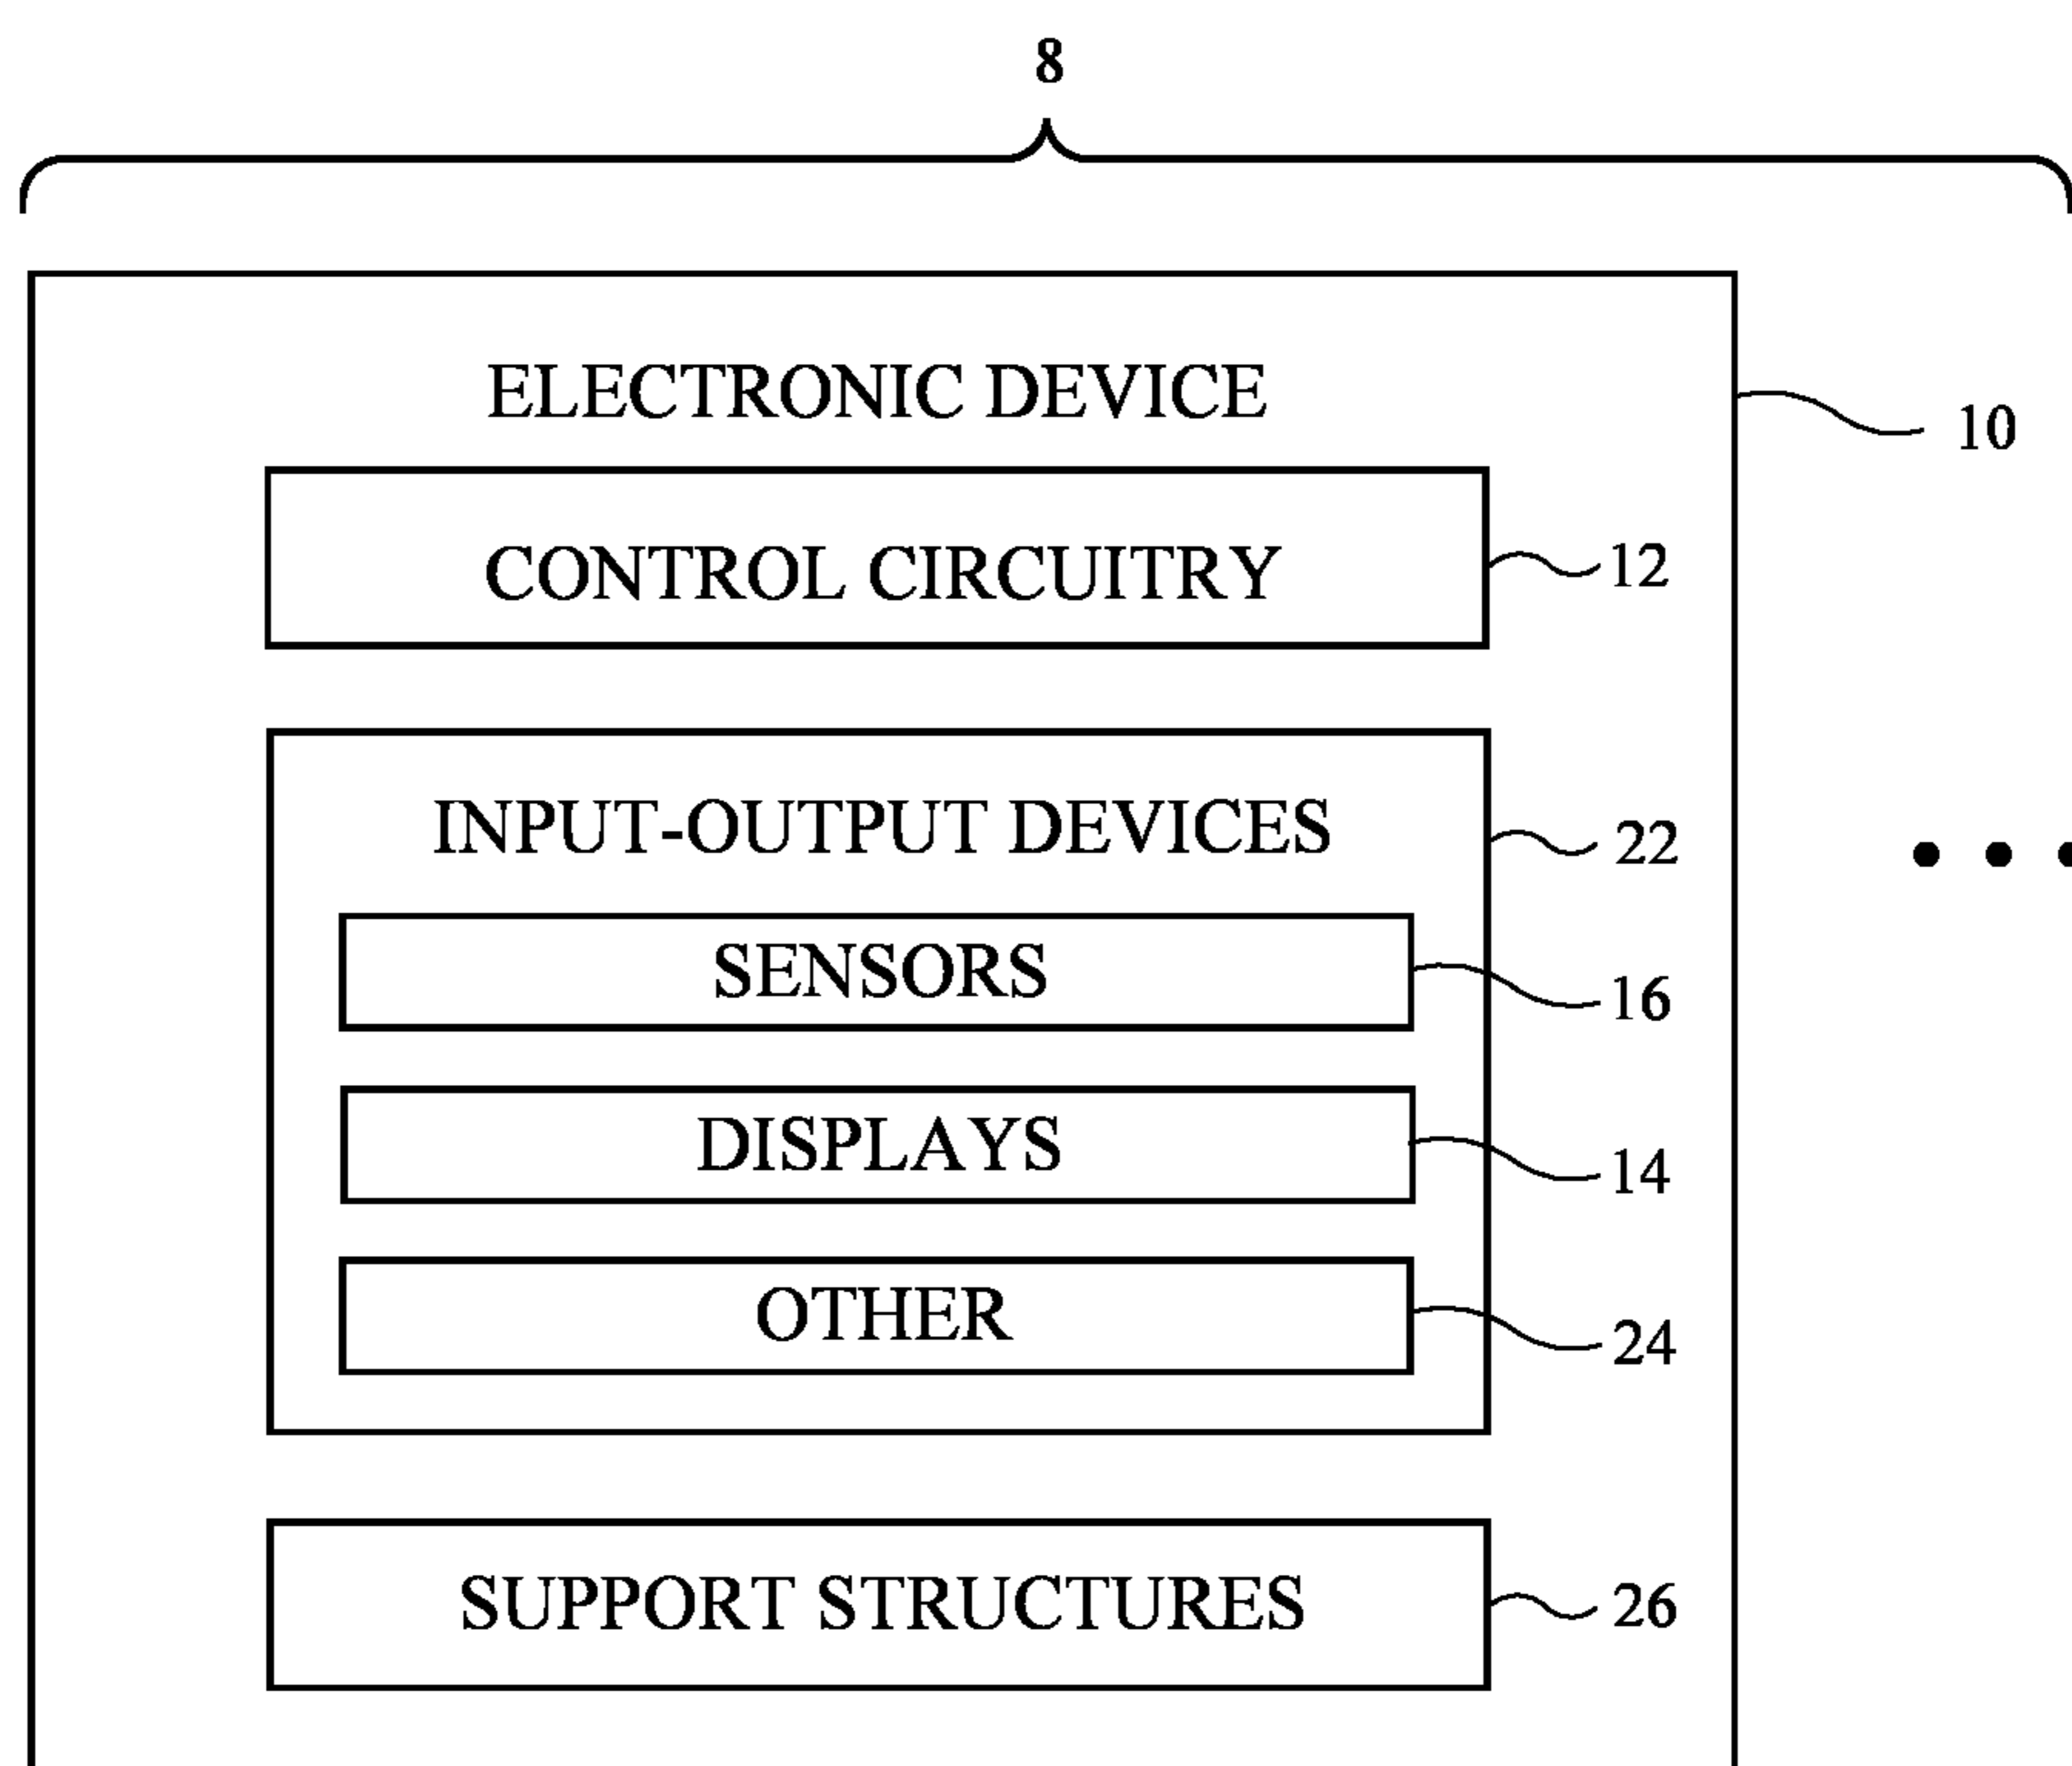 8
ELECTRONIC DEVICE
10
CONTROL CIRCUITRY
12
INPUT-OUTPUT DEVICES
22
SENSORS
16
DISPLAYS
14
OTHER
24
SUPPORT STRUCTURES
26